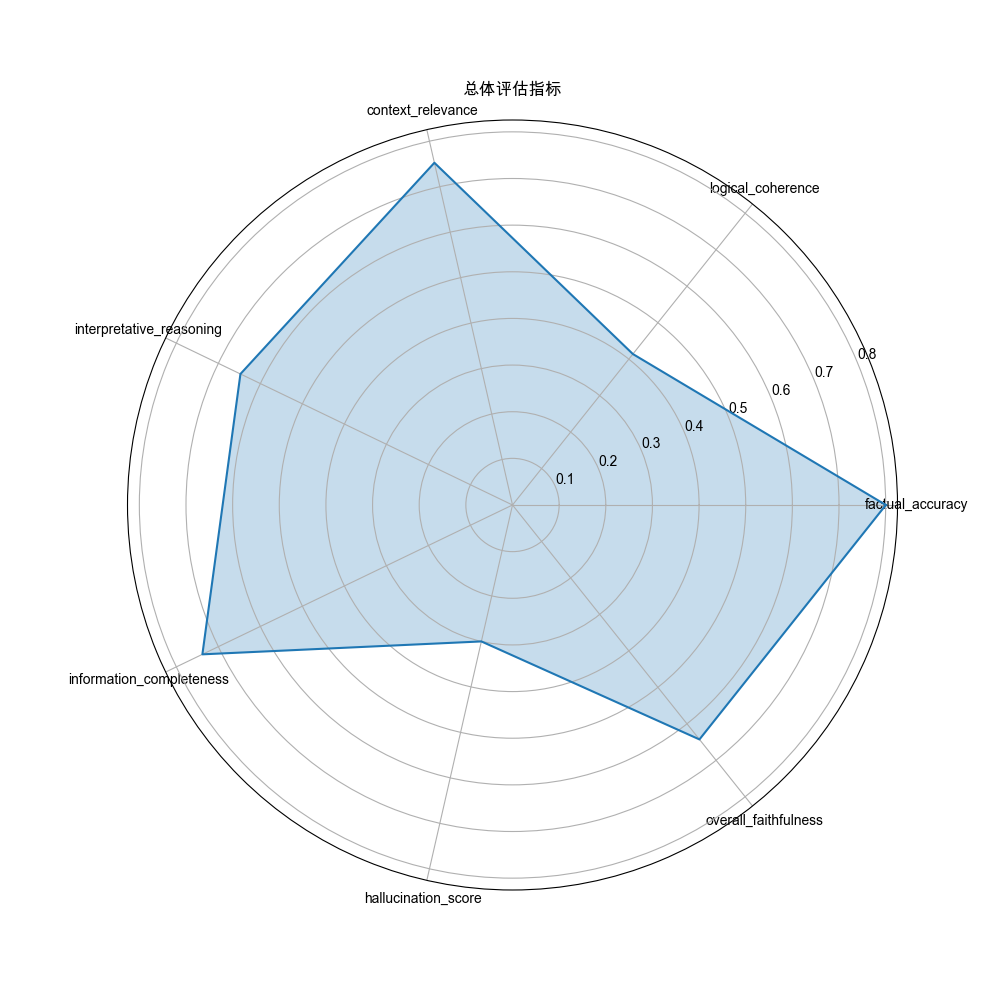 总体评估指标
context_relevance
logical_coherence
interpretative_reasoning
0.8
0.7
0.6
0.5
0.4
0.3
0.2
0.1
factual_accuracy
information_completeness
overall_faithfulness
hallucination_score